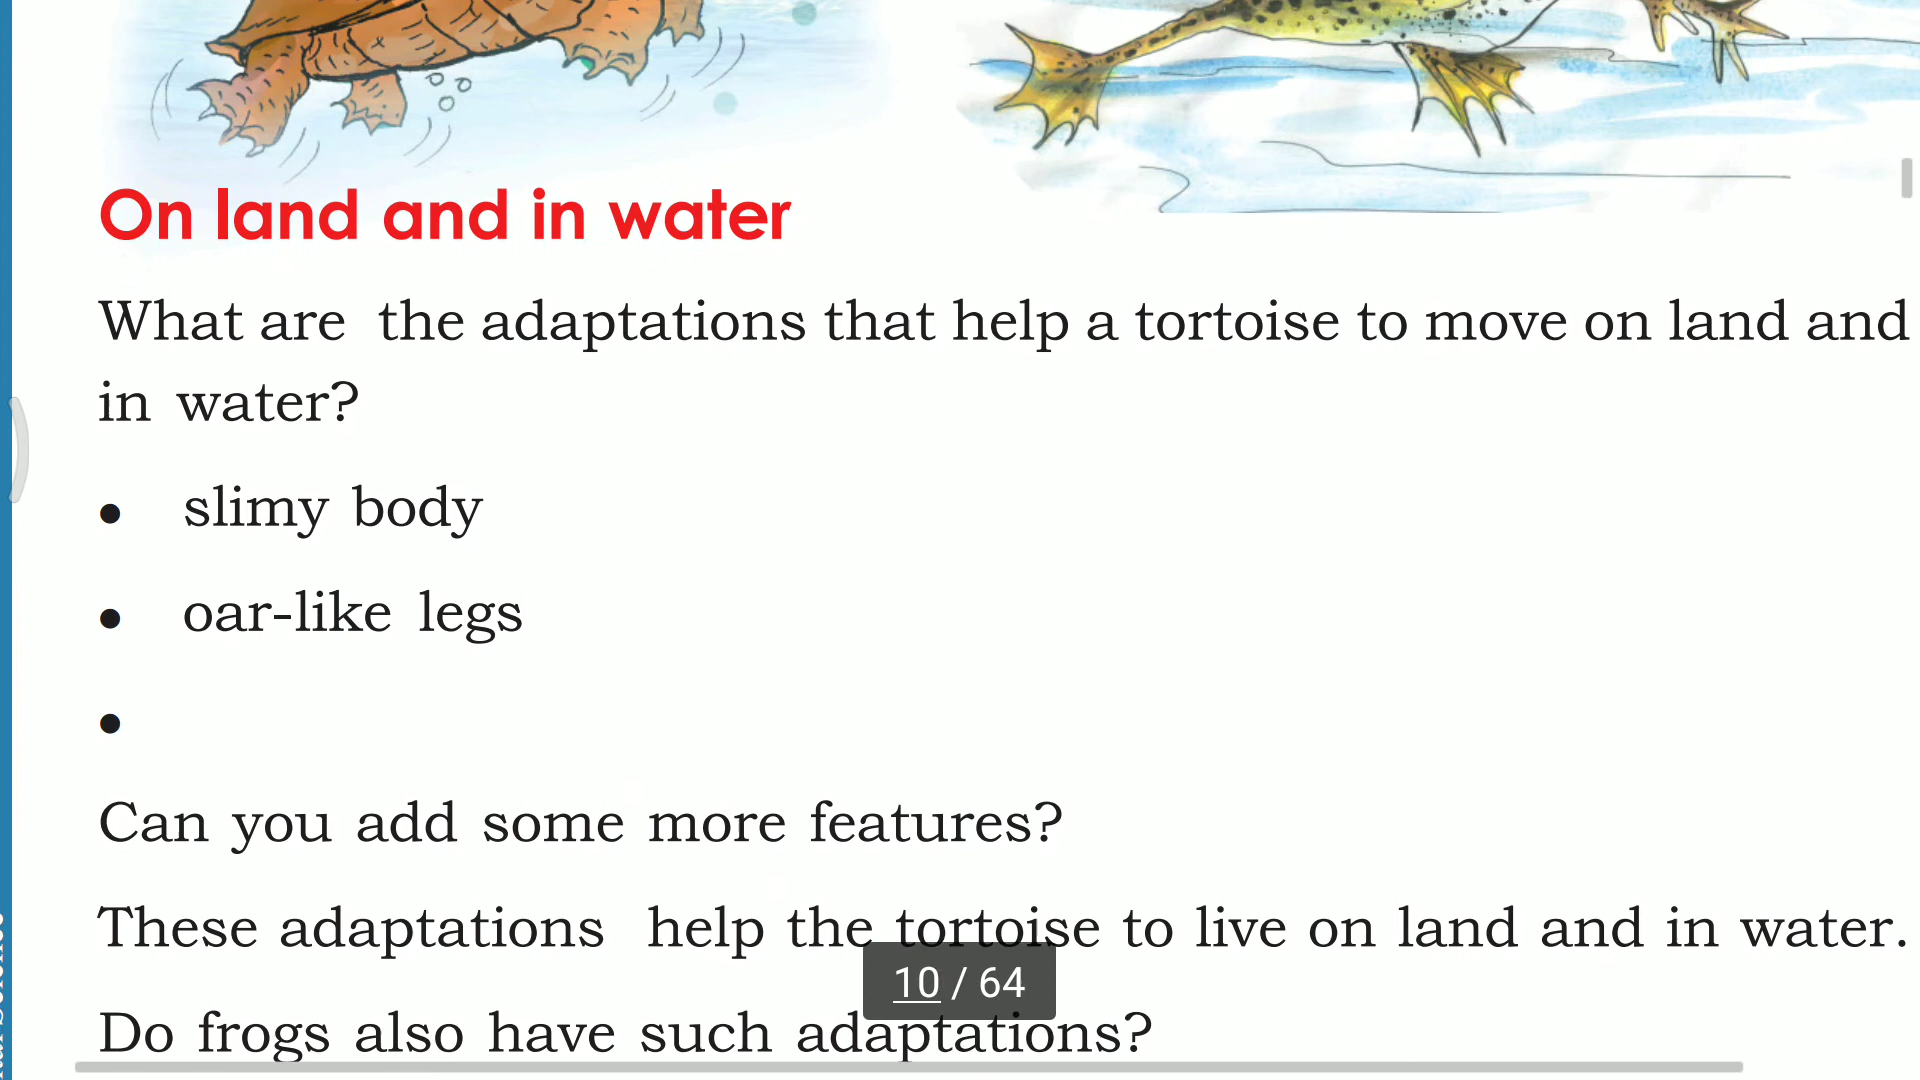 On land and in water
What are the adaptations that help a tortoise to move on land and
in water?
• slimy body
• oar-like legs
•
Can you add some more features?
These adaptations help the tortoise to live on land and in water.
10 / 64
Do frogs also have such adaptations?